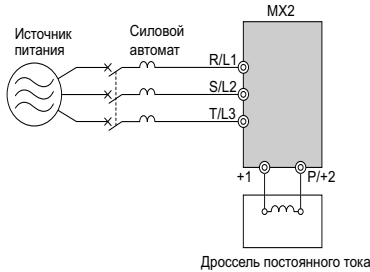 MX2
Источник
питания
Силовой
автомат
R/L1
S/L2
T/L3
+1
P/+2
Дроссель постоянного тока